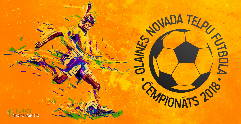 OLAINES NOVADA TELPU FUTBOLA
• ČEMPIONĀTS 2018 •